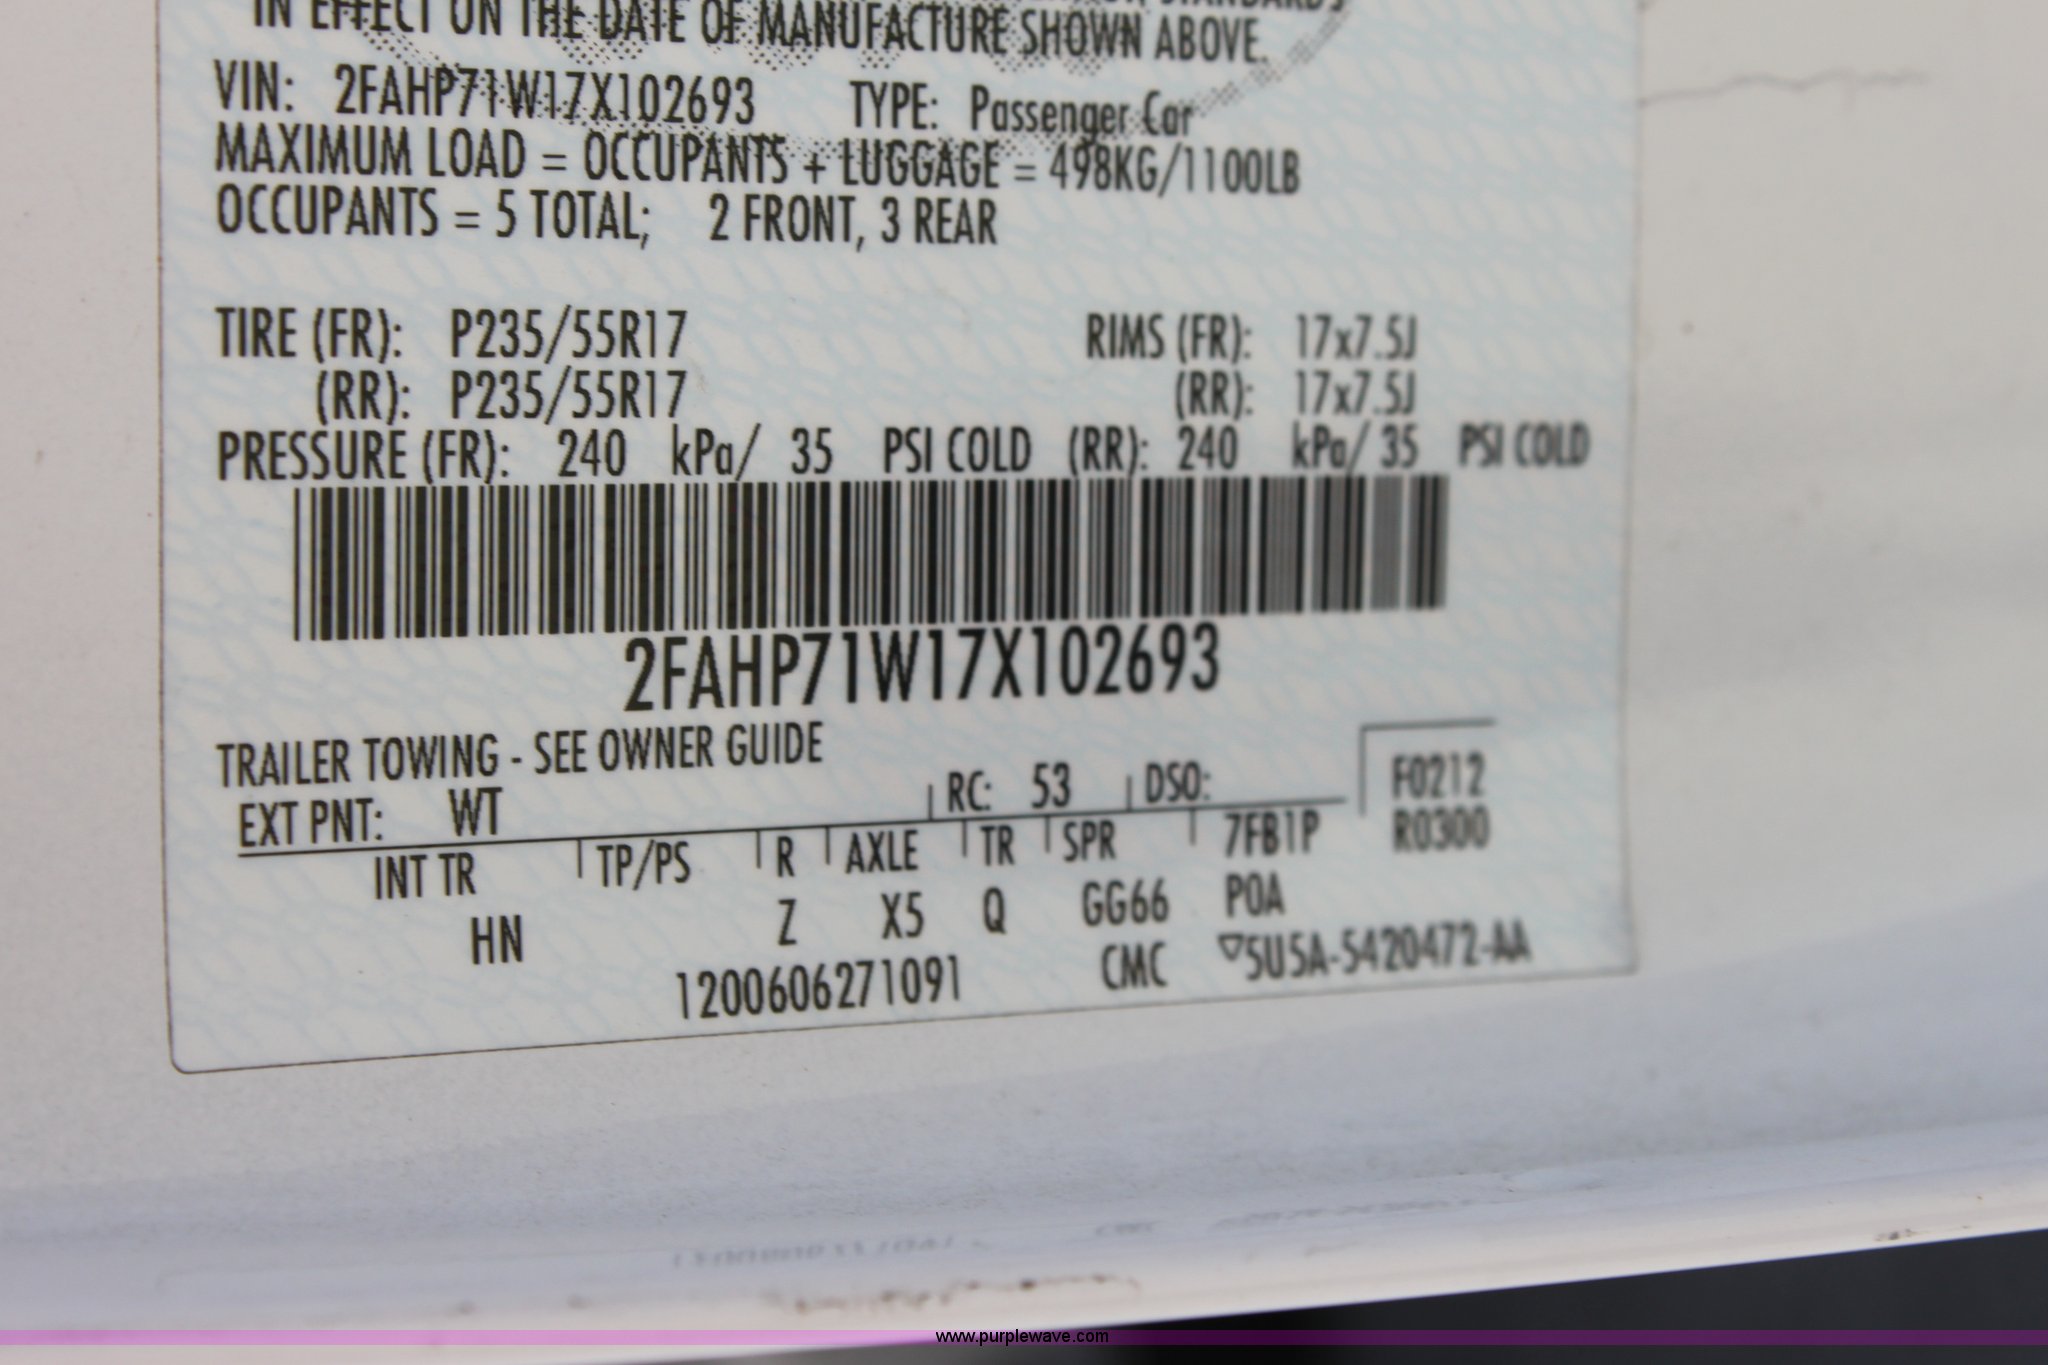 IN EFFECT ON THE DATE OF MANUFACTURE SHOWN ABOVE.
VIN: 2FAHP71W17X102693 TYPE: Passenger Car
MAXIMUM LOAD = OCCUPANTS + LUGGAGE = 498KG/1100LB
OCCUPANTS = 5 TOTAL; 2 FRONT, 3 REAR
TIRE (FR): P235/55R17 RIMS (FR): 17x7.5J
(RR): P235/55R17 (RR): 17x7.5J
PRESSURE (FR): 240 kPa/ 35 PSI COLD (RR): 240 kPa/ 35 PSI COLD
2FAHP71W17X102693
TRAILER TOWING - SEE OWNER GUIDE
EXT PNT: WT RC: 53 DSO: F0212
INT TR TP/PS R AXLE TR SPR 7FB1P R0300
HN Z X5 Q GG66 P0A
1200606271091 CMC ▽5U5A-5420472-AA
www.purplewave.com